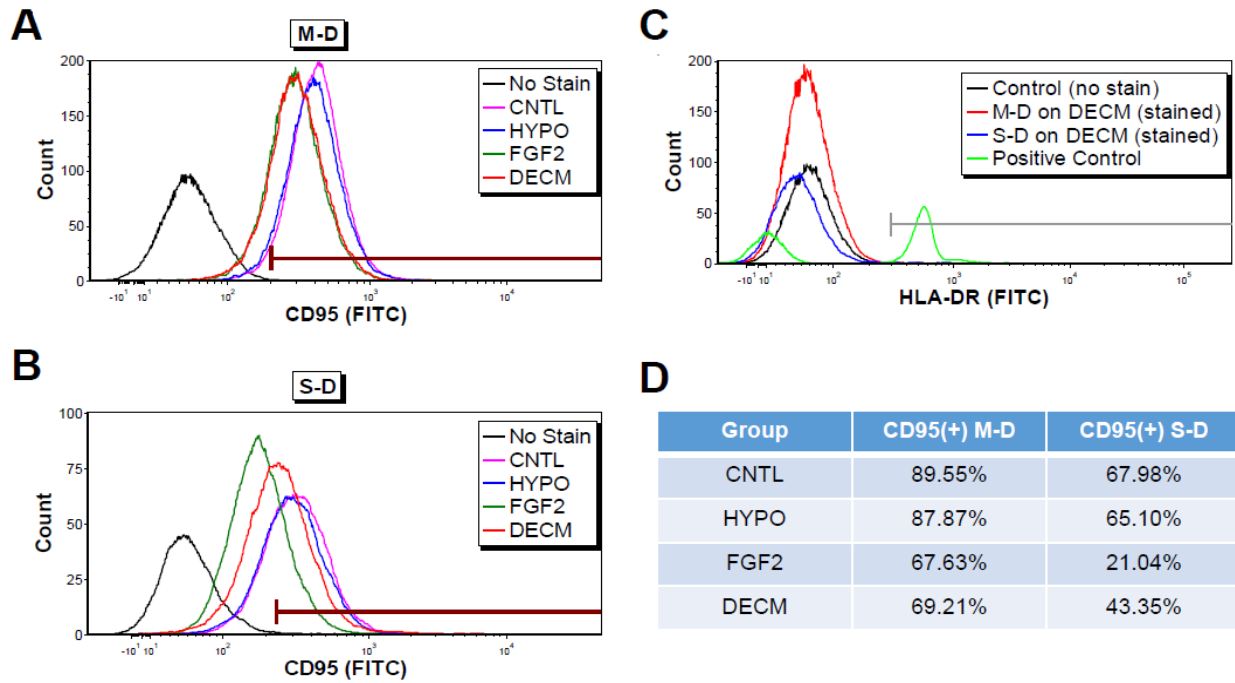 A
M-D
200
150
100
50
0
Count
No Stain
CNTL
HYPO
FGF2
DECM
-10¹ 10¹ 10² 10³ 10⁴
CD95 (FITC)
B
S-D
100
75
50
25
0
Count
No Stain
CNTL
HYPO
FGF2
DECM
-10¹ 10¹ 10² 10³ 10⁴
CD95 (FITC)
C
200
150
100
50
0
Count
Control (no stain)
M-D on DECM (stained)
S-D on DECM (stained)
Positive Control
-10¹ 10¹ 10² 10³ 10⁴ 10⁵
HLA-DR (FITC)
D
Group CD95(+) M-D CD95(+) S-D
CNTL 89.55% 67.98%
HYPO 87.87% 65.10%
FGF2 67.63% 21.04%
DECM 69.21% 43.35%